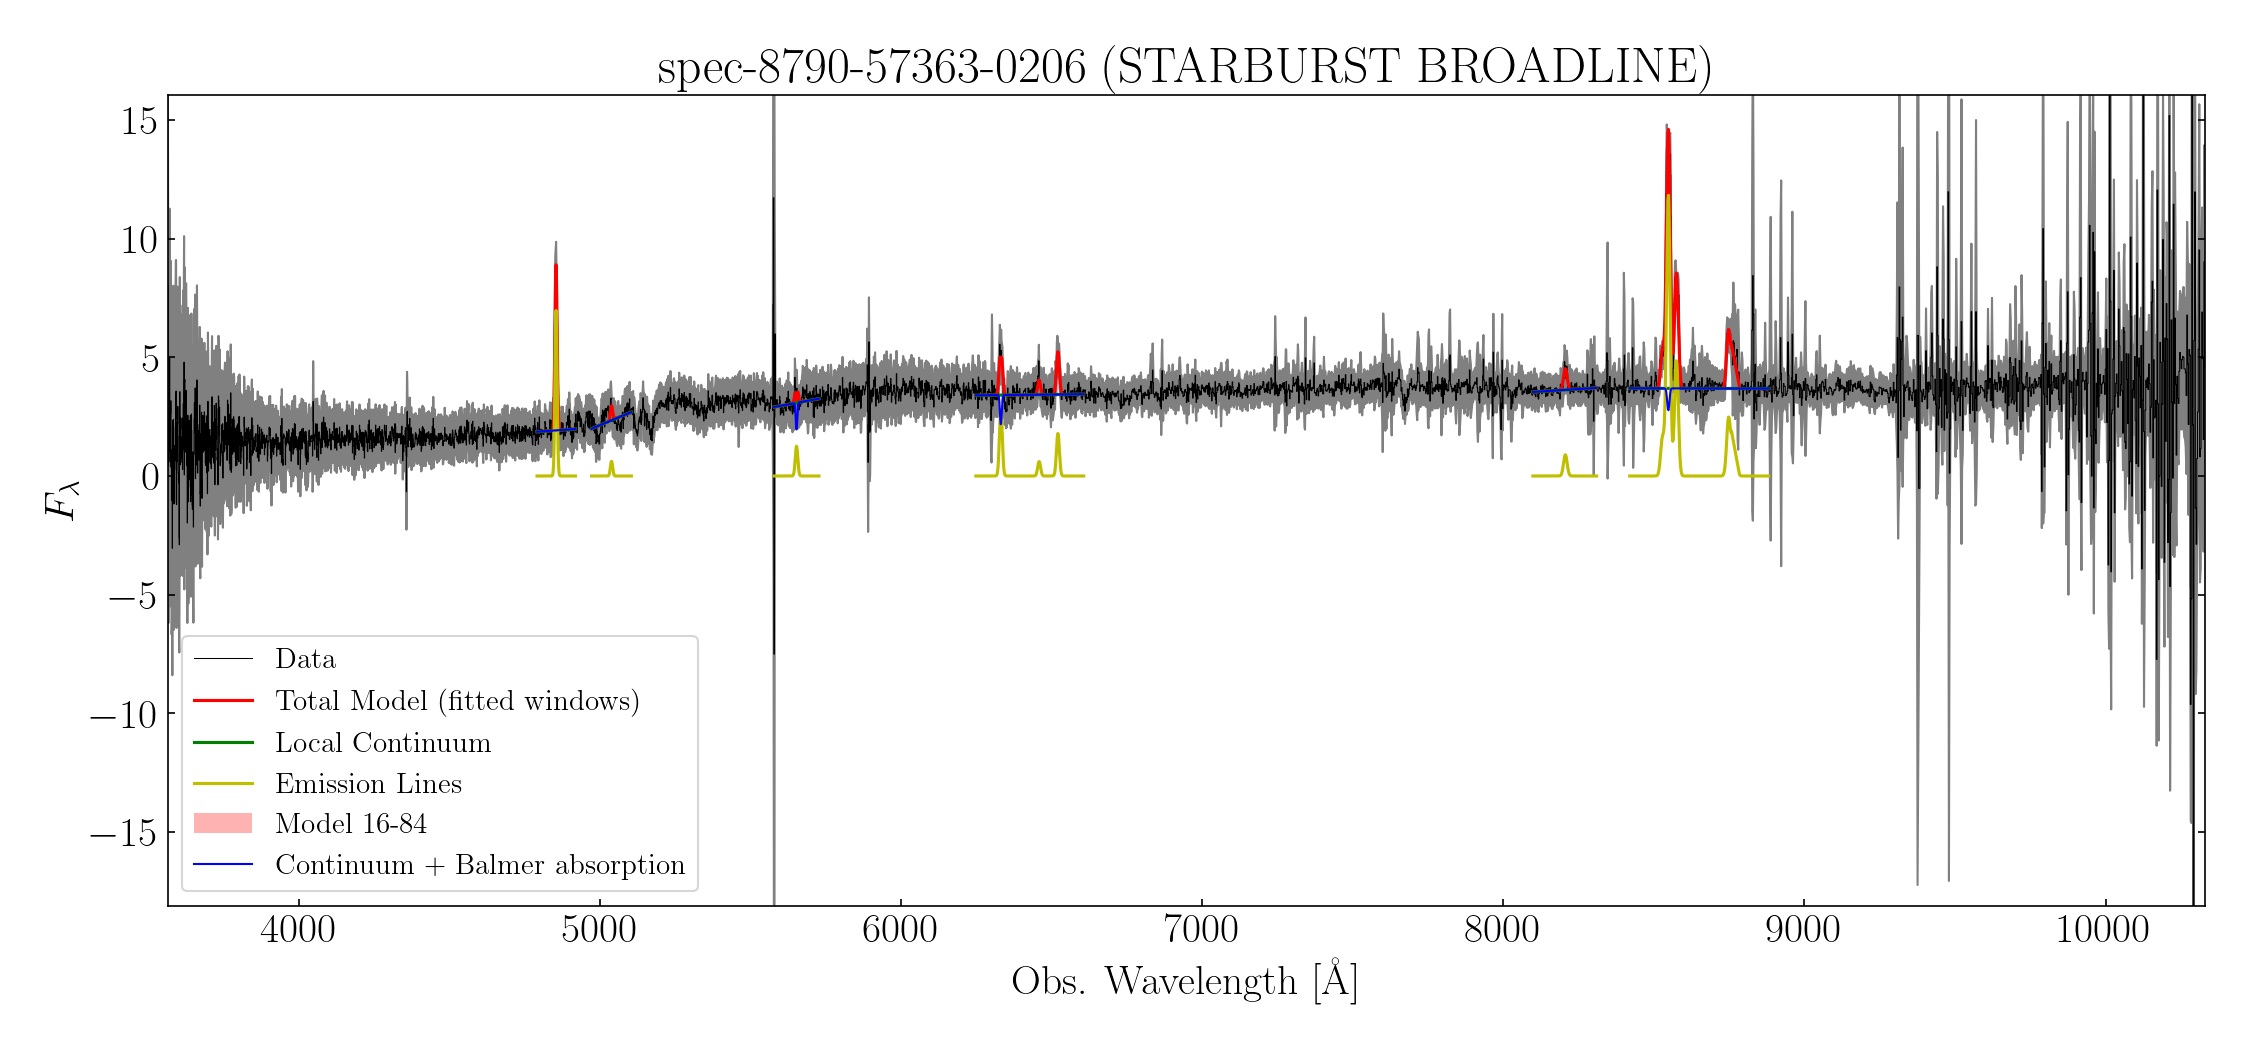 spec-8790-57363-0206 (STARBURST BROADLINE)
15
10
5
0
−5
−10
−15
F_λ
Data
Total Model (fitted windows)
Local Continuum
Emission Lines
Model 16-84
Continuum + Balmer absorption
4000 5000 6000 7000 8000 9000 10000
Obs. Wavelength [Å]